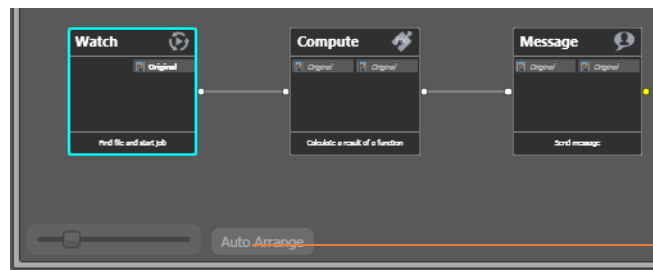 Watch
Compute
Message
Original
Original
Original
Original
Original
Find file and start job
Calculate a result of a function
Send message
Auto Arrange